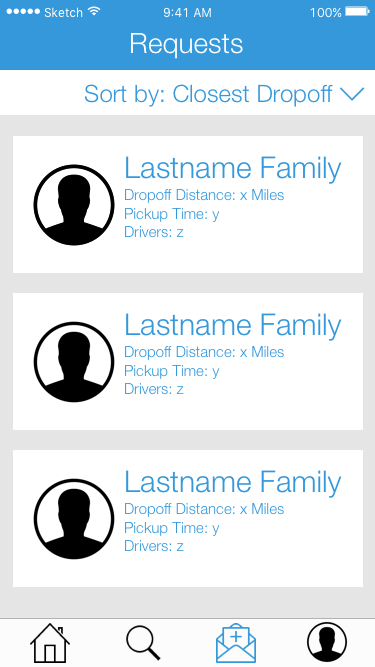 Sketch 9:41 AM 100%
Requests
Sort by: Closest Dropoff
Lastname Family
Dropoff Distance: x Miles
Pickup Time: y
Drivers: z
Lastname Family
Dropoff Distance: x Miles
Pickup Time: y
Drivers: z
Lastname Family
Dropoff Distance: x Miles
Pickup Time: y
Drivers: z